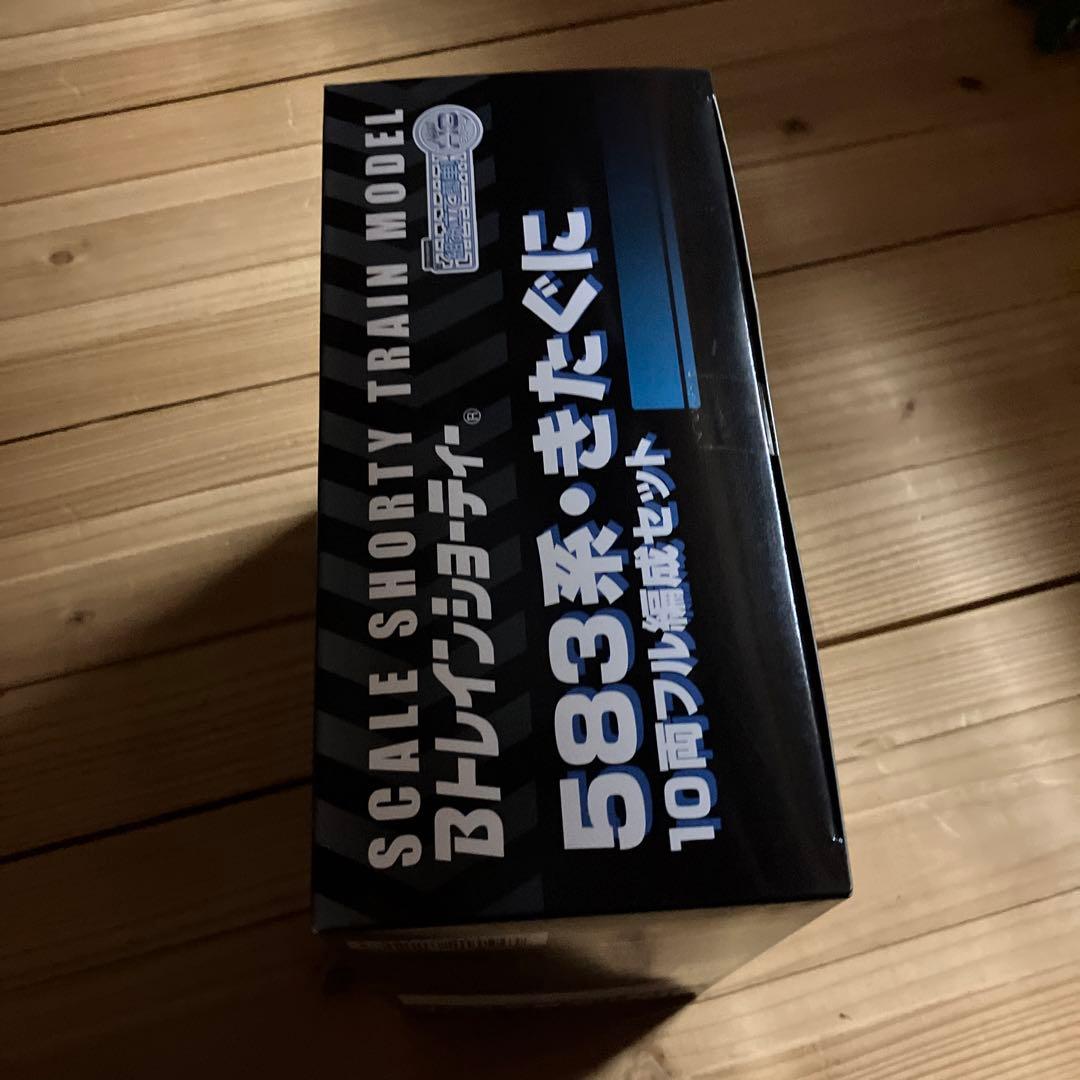 SCALE SHORTY TRAIN MODEL
Bトレインショーティー®
583系・きたぐに
10両フル編成セット